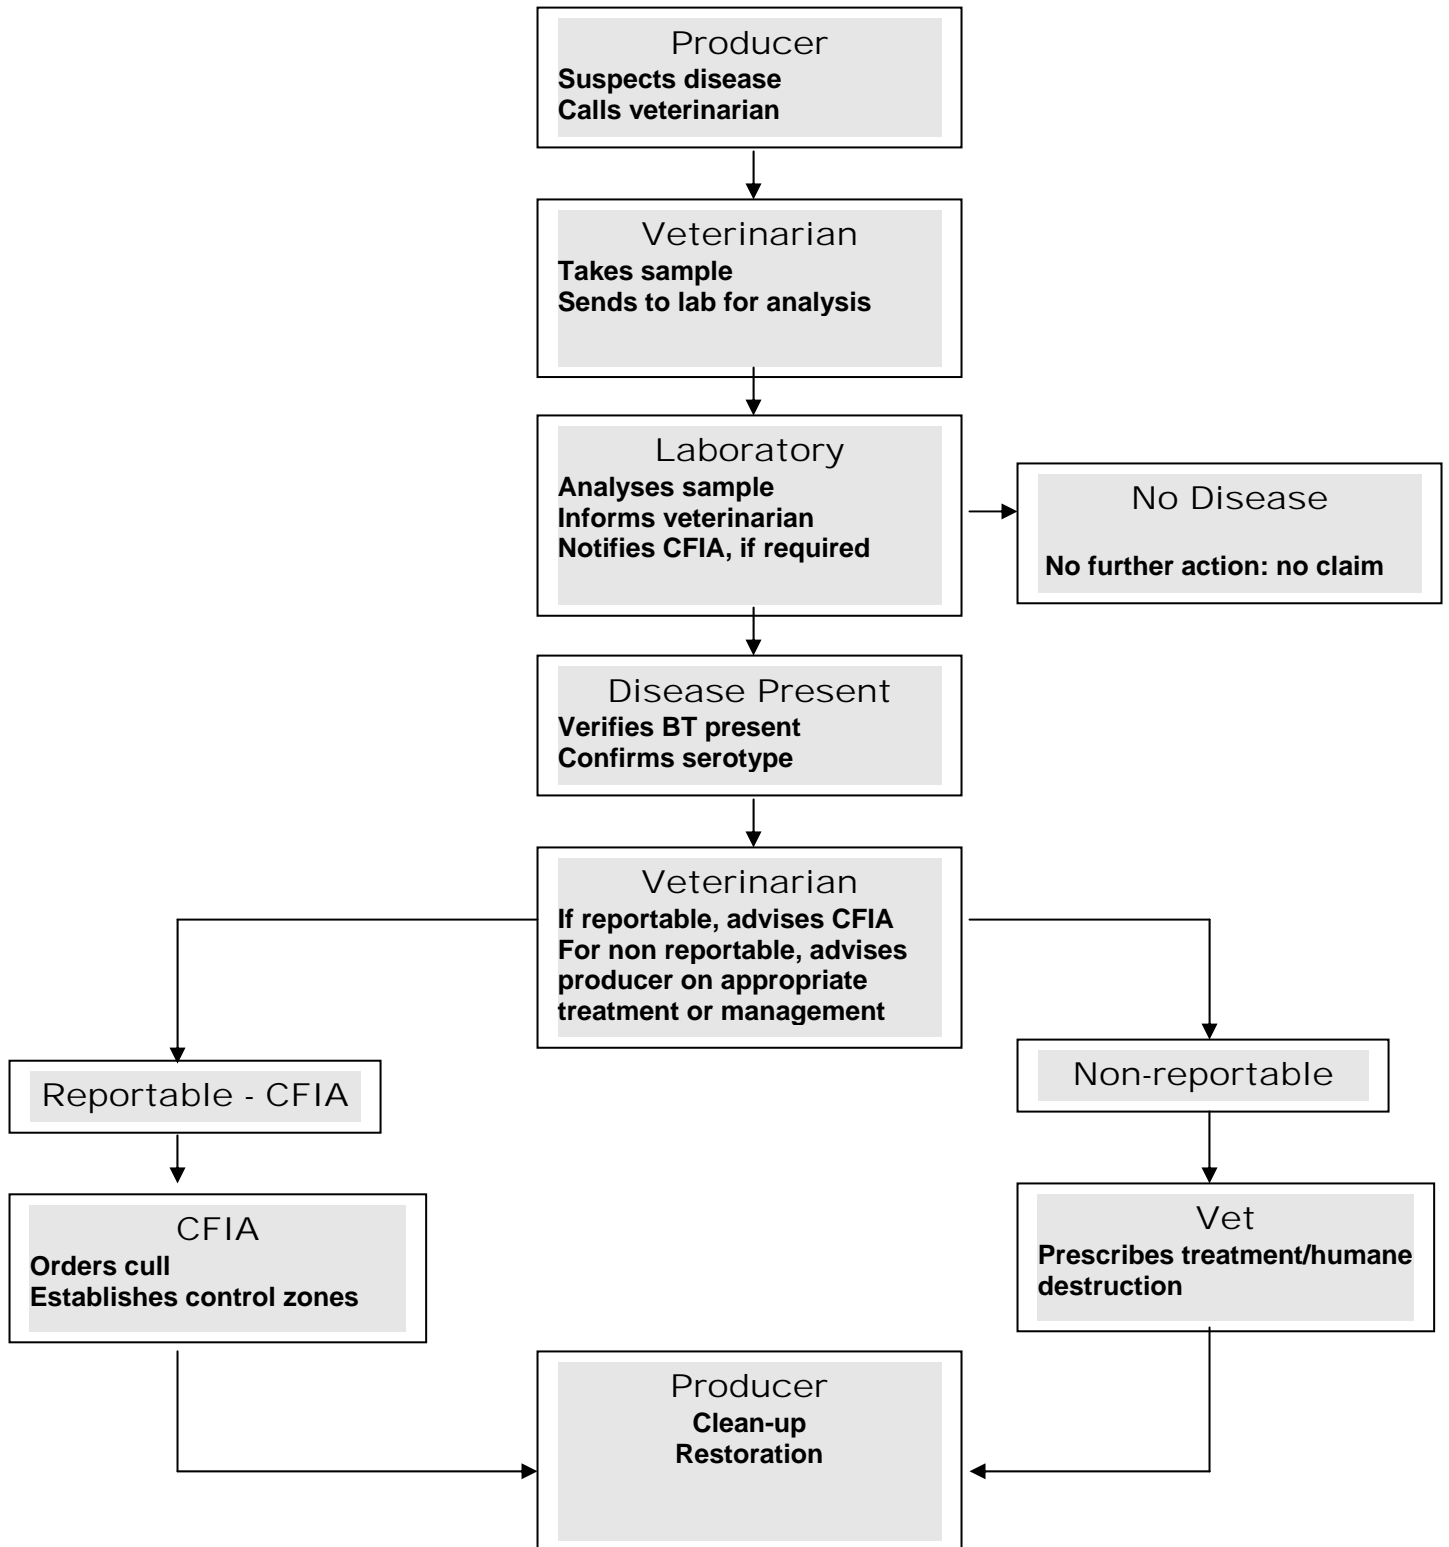 Producer
Suspects disease
Calls veterinarian
Veterinarian
Takes sample
Sends to lab for analysis
Laboratory
Analyses sample
Informs veterinarian
Notifies CFIA, if required
No Disease
No further action: no claim
Disease Present
Verifies BT present
Confirms serotype
Veterinarian
If reportable, advises CFIA
For non reportable, advises
producer on appropriate
treatment or management
Reportable - CFIA
Non-reportable
CFIA
Orders cull
Establishes control zones
Vet
Prescribes treatment/humane
destruction
Producer
Clean-up
Restoration